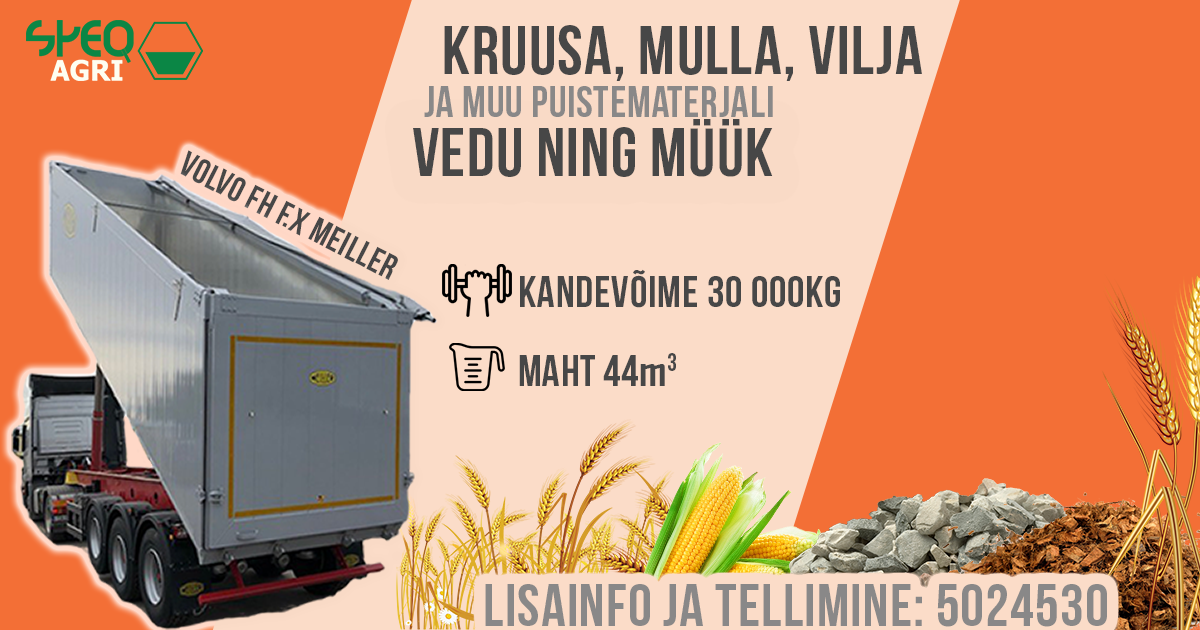 SPEQ
AGRI
KRUUSA, MULLA, VILJA
JA MUU PUISTEMATERJALI
VEDU NING MÜÜK
VOLVO FH F.X MEILLER
KANDEVÕIME 30 000KG
MAHT 44m³
LISAINFO JA TELLIMINE: 5024530